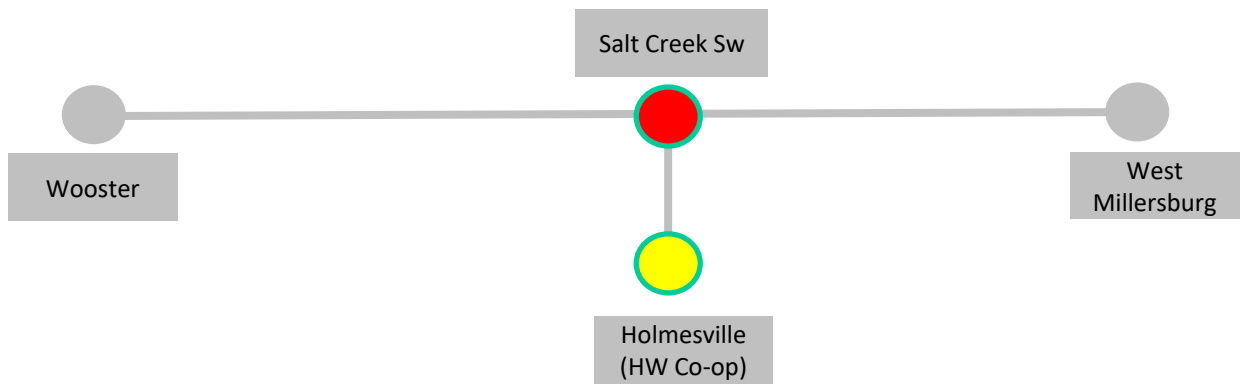 Salt Creek Sw
Wooster
West
Millersburg
Holmesville
(HW Co-op)